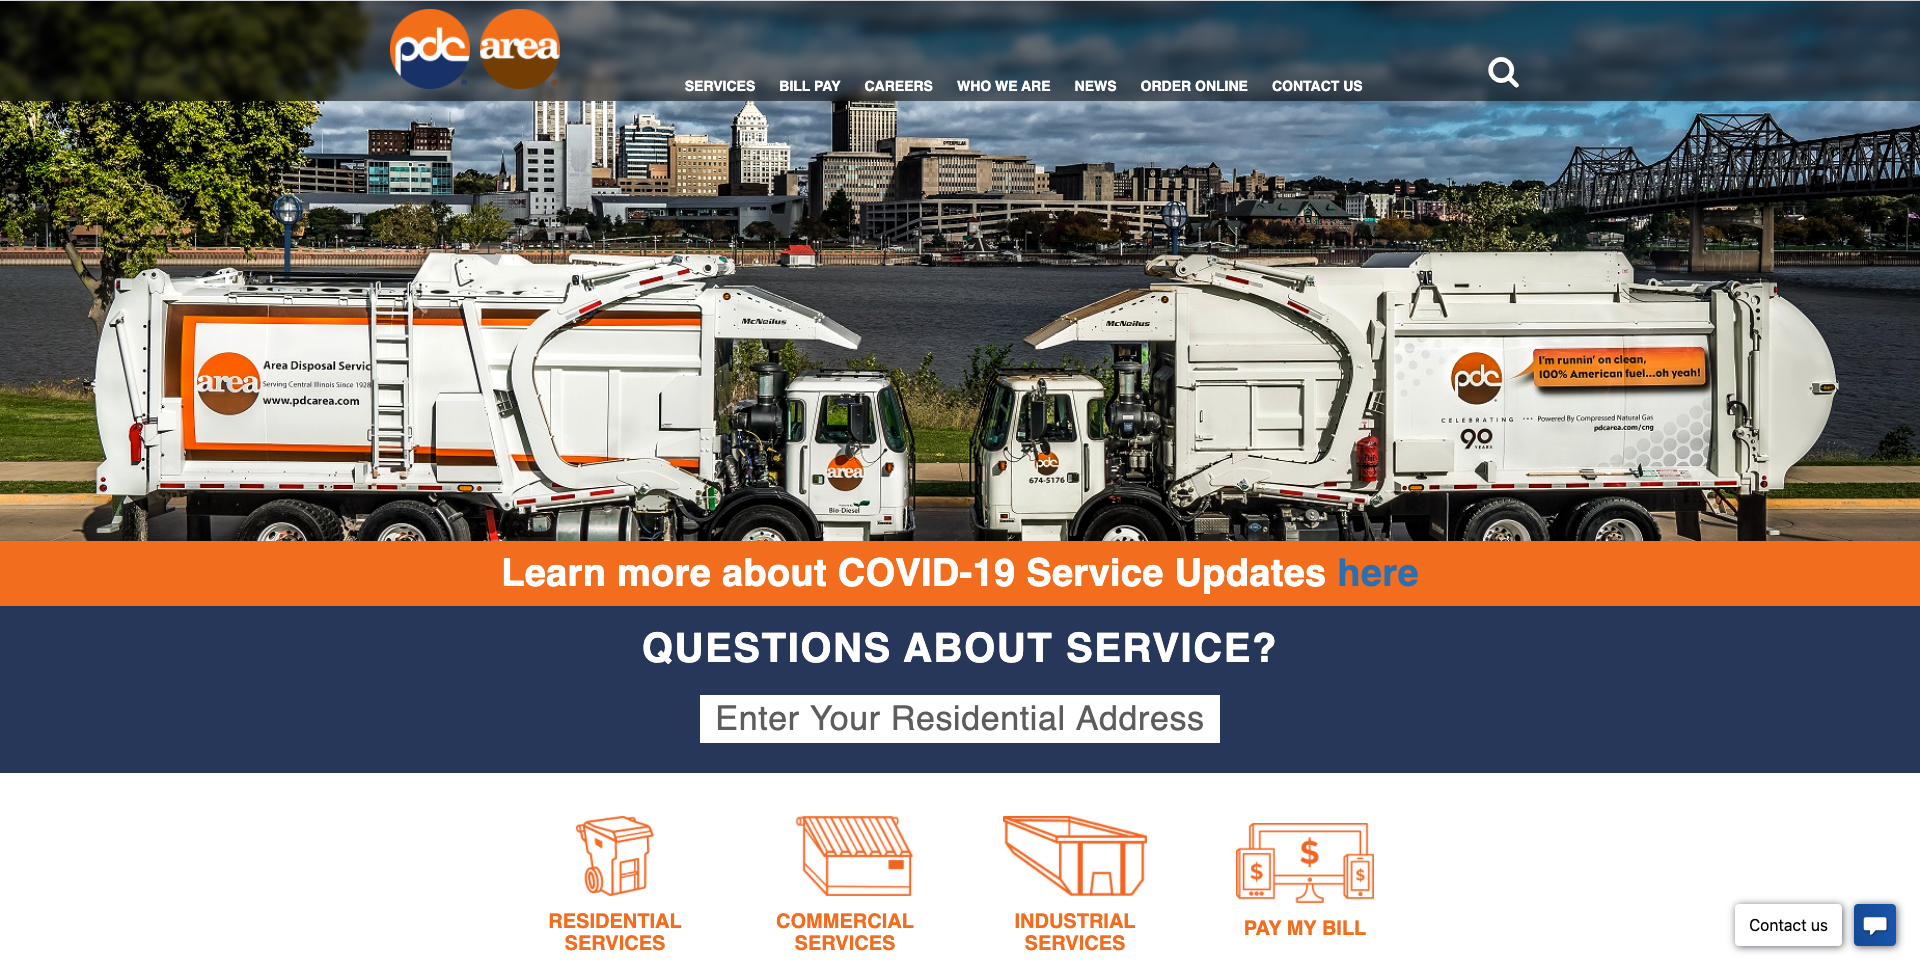 pdc area
SERVICES BILL PAY CAREERS WHO WE ARE NEWS ORDER ONLINE CONTACT US
CATERPILLAR
McNeilus
McNeilus
area
Area Disposal Servic
Serving Central Illinois Since 1928
www.pdcarea.com
pdc
I'm runnin' on clean,
100% American fuel...oh yeah!
CELEBRATING
90
YEARS
Powered By Compressed Natural Gas
pdcarea.com/cng
area
Bio-Diesel
pdc
674-5176
Learn more about COVID-19 Service Updates here
QUESTIONS ABOUT SERVICE?
Enter Your Residential Address
$ $ $
RESIDENTIAL
SERVICES
COMMERCIAL
SERVICES
INDUSTRIAL
SERVICES
PAY MY BILL
Contact us